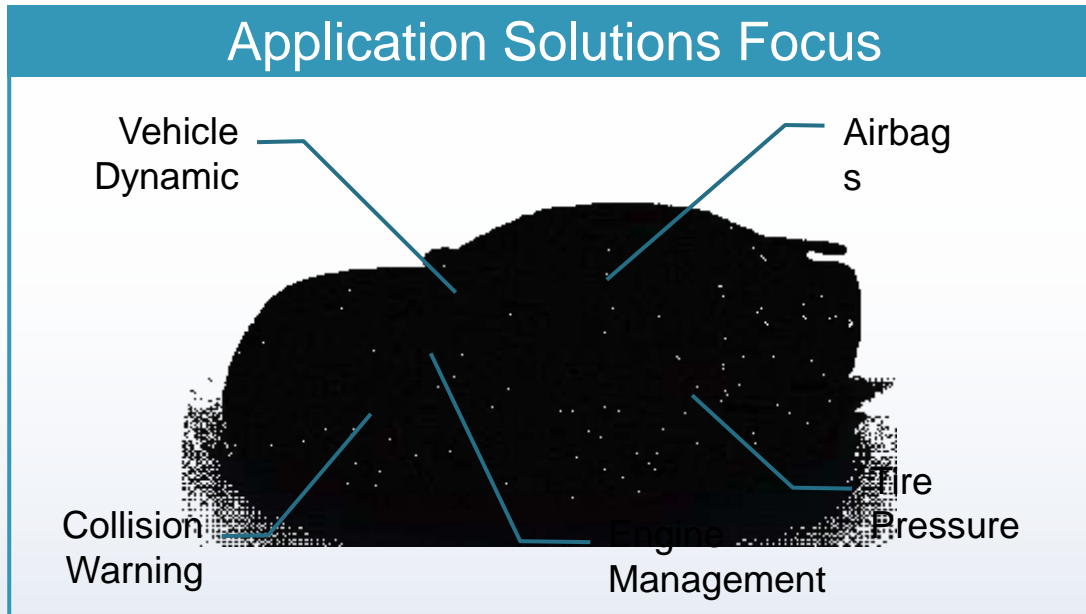 Application Solutions Focus
Vehicle
Dynamic
Airbag
s
Collision
Warning
Engine
Management
Tire
Pressure